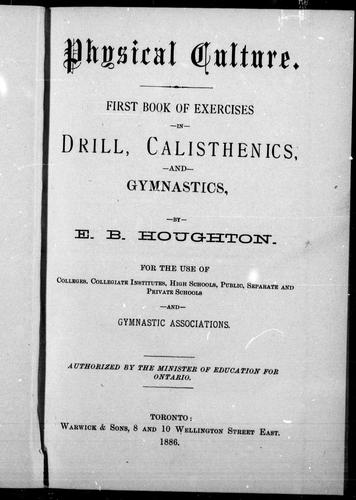 Physical Culture.
FIRST BOOK OF EXERCISES
—IN—
DRILL, CALISTHENICS,
—AND—
GYMNASTICS,
—BY—
E. B. HOUGHTON.
FOR THE USE OF
COLLEGES, COLLEGIATE INSTITUTES, HIGH SCHOOLS, PUBLIC, SEPARATE AND
PRIVATE SCHOOLS
—AND—
GYMNASTIC ASSOCIATIONS.
AUTHORIZED BY THE MINISTER OF EDUCATION FOR
ONTARIO.
TORONTO:
WARWICK & SONS, 8 AND 10 WELLINGTON STREET EAST.
1886.